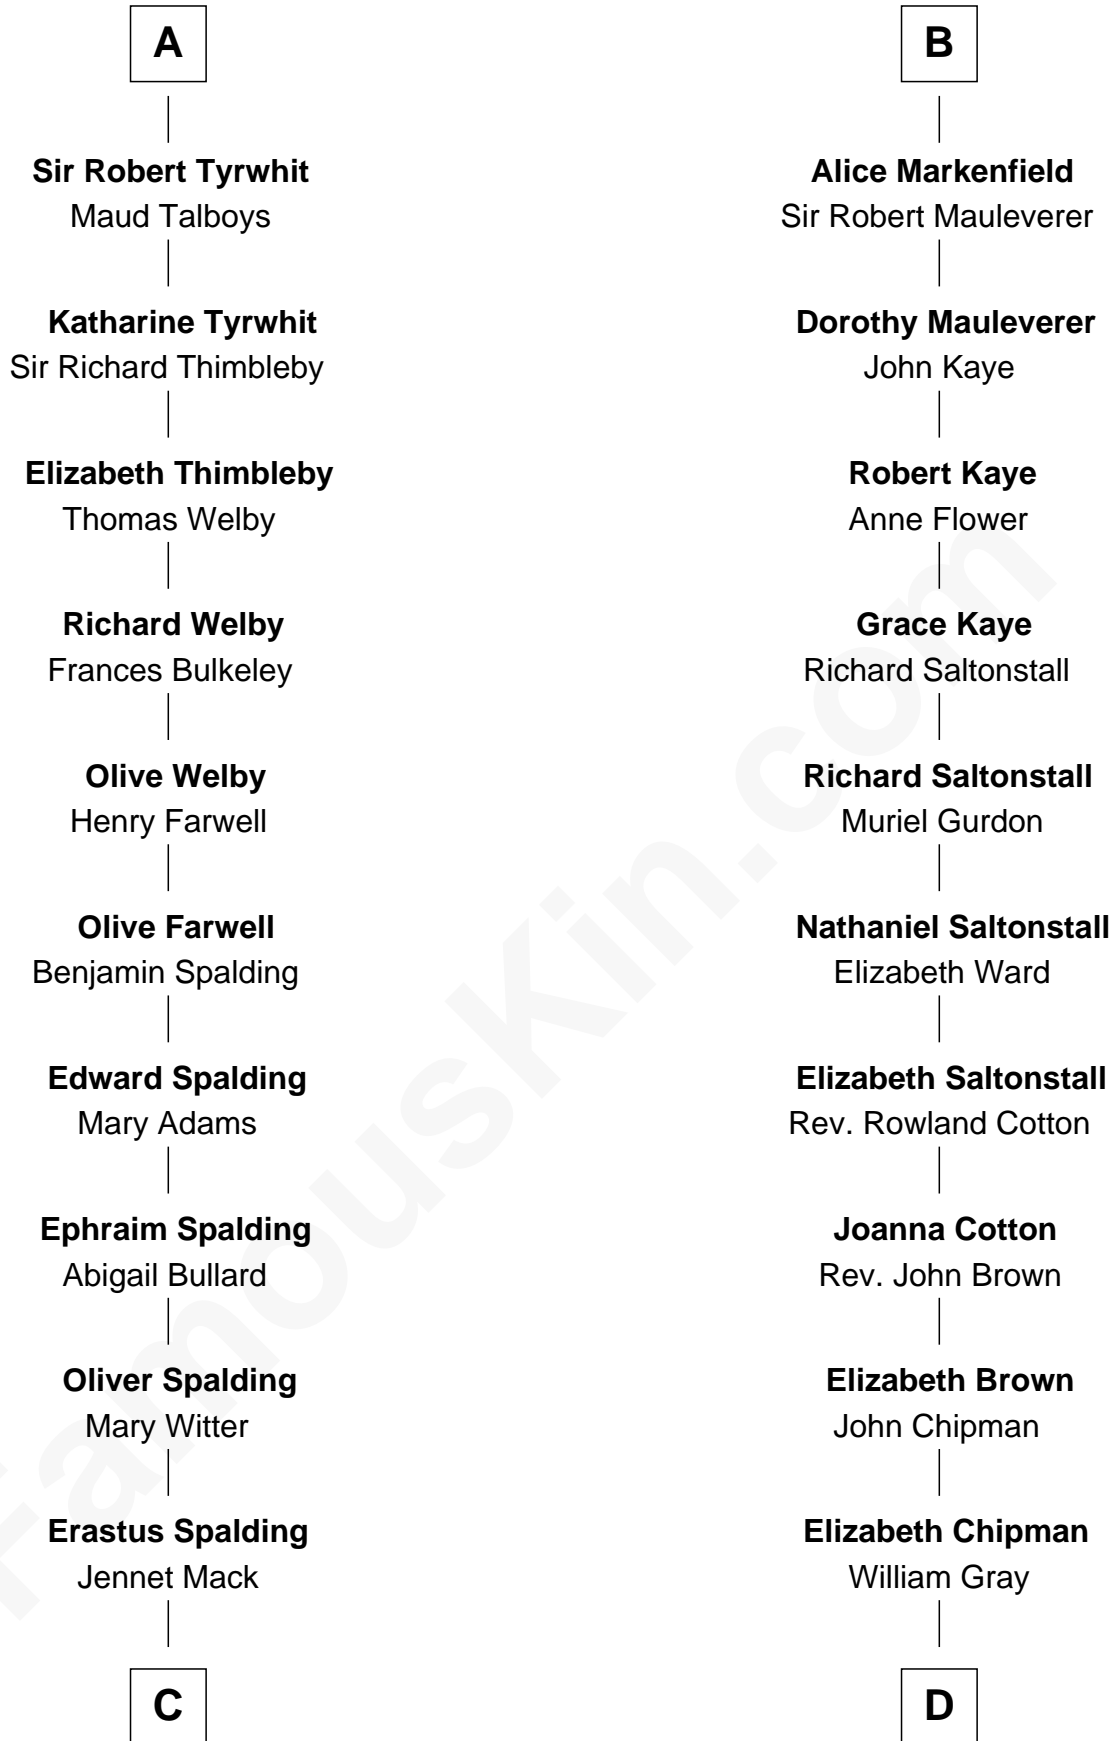 A
Sir Robert Tyrwhit
Maud Talboys
Katharine Tyrwhit
Sir Richard Thimbleby
Elizabeth Thimbleby
Thomas Welby
Richard Welby
Frances Bulkeley
Olive Welby
Henry Farwell
Olive Farwell
Benjamin Spalding
Edward Spalding
Mary Adams
Ephraim Spalding
Abigail Bullard
Oliver Spalding
Mary Witter
Erastus Spalding
Jennet Mack
C
B
Alice Markenfield
Sir Robert Mauleverer
Dorothy Mauleverer
John Kaye
Robert Kaye
Anne Flower
Grace Kaye
Richard Saltonstall
Richard Saltonstall
Muriel Gurdon
Nathaniel Saltonstall
Elizabeth Ward
Elizabeth Saltonstall
Rev. Rowland Cotton
Joanna Cotton
Rev. John Brown
Elizabeth Brown
John Chipman
Elizabeth Chipman
William Gray
D
FamousKin.com